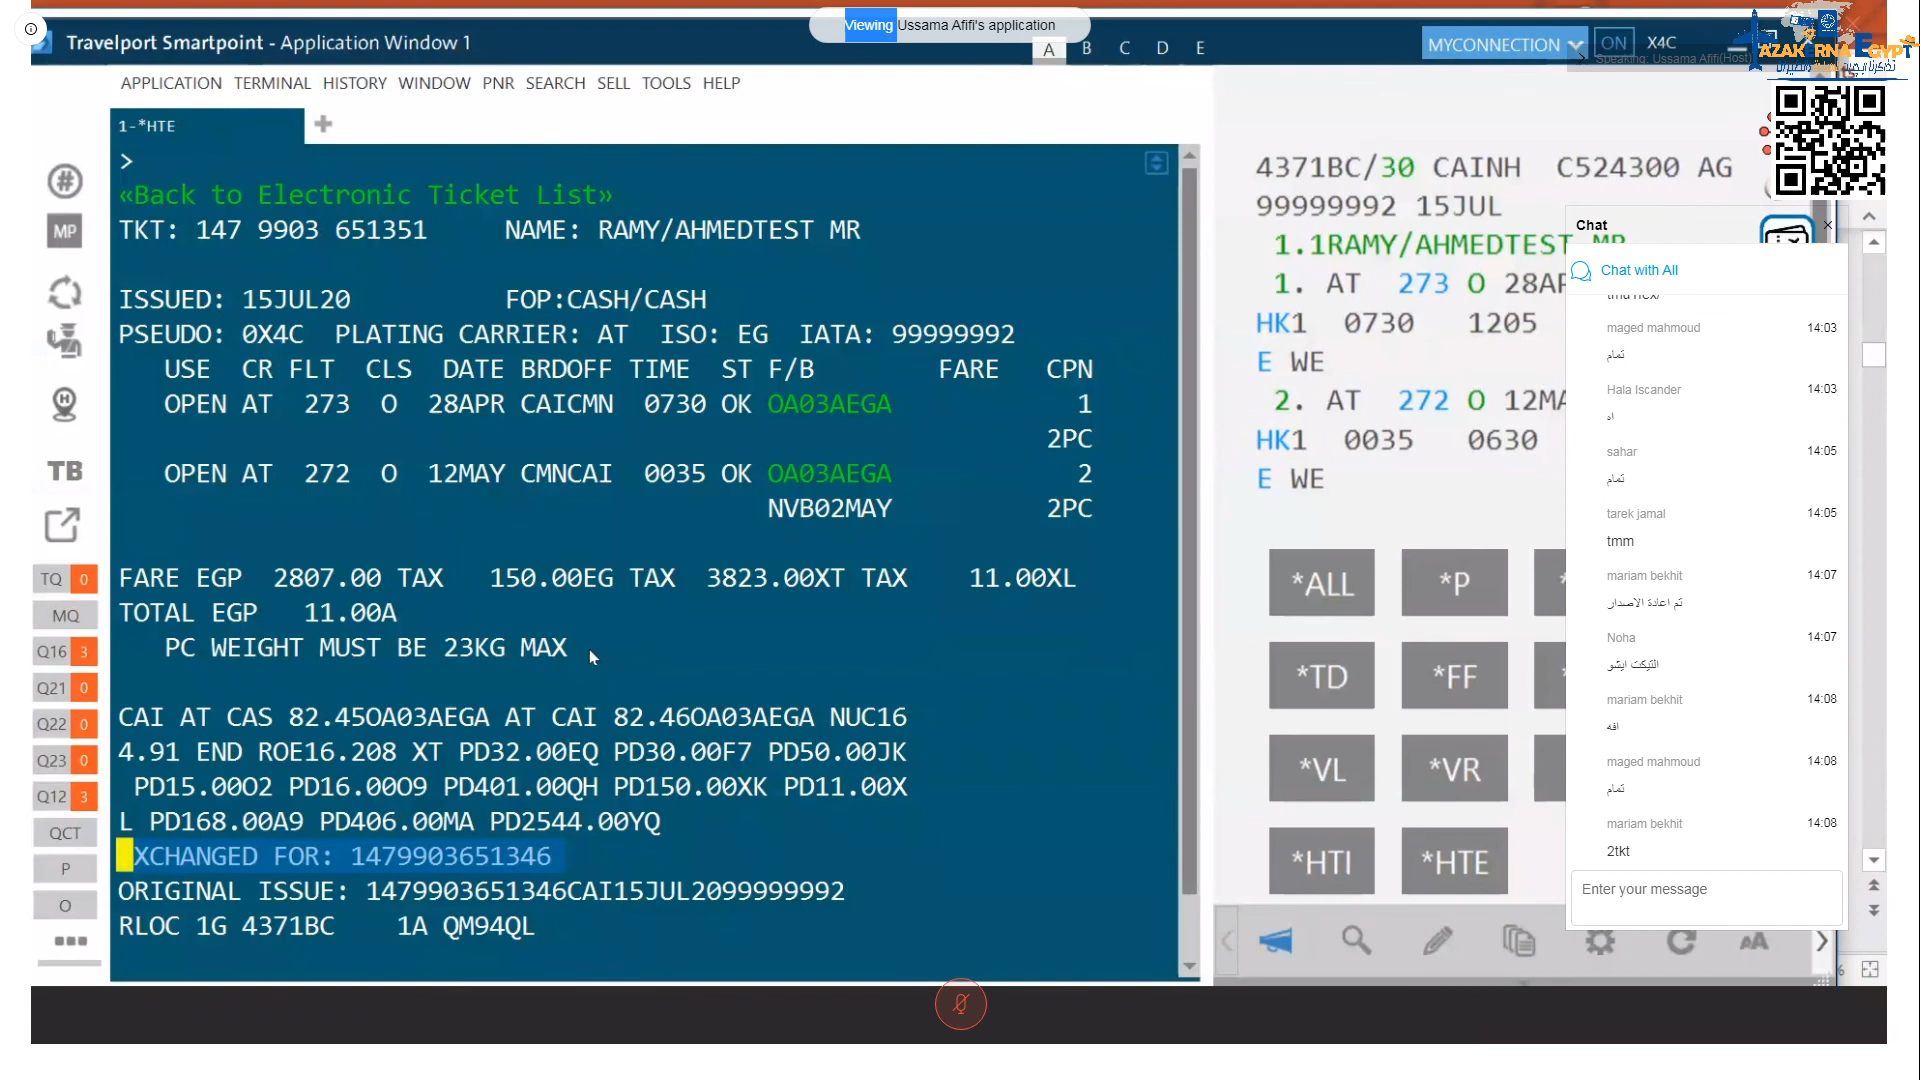 Viewing Ussama Afifi's application
Travelport Smartpoint - Application Window 1
A B C D E
MYCONNECTION ON X4C
Speaking: Ussama Afifi(Host)
APPLICATION TERMINAL HISTORY WINDOW PNR SEARCH SELL TOOLS HELP
1-*HTE
>
«Back to Electronic Ticket List»
TKT: 147 9903 651351 NAME: RAMY/AHMEDTEST MR
ISSUED: 15JUL20 FOP:CASH/CASH
PSEUDO: 0X4C PLATING CARRIER: AT ISO: EG IATA: 99999992
USE CR FLT CLS DATE BRDOFF TIME ST F/B FARE CPN
OPEN AT 273 O 28APR CAICMN 0730 OK OA03AEGA 1
2PC
OPEN AT 272 O 12MAY CMNCAI 0035 OK OA03AEGA 2
NVB02MAY 2PC
FARE EGP 2807.00 TAX 150.00EG TAX 3823.00XT TAX 11.00XL
TOTAL EGP 11.00A
PC WEIGHT MUST BE 23KG MAX
CAI AT CAS 82.45OA03AEGA AT CAI 82.46OA03AEGA NUC16
4.91 END ROE16.208 XT PD32.00EQ PD30.00F7 PD50.00JK
PD15.00O2 PD16.00O9 PD401.00QH PD150.00XK PD11.00X
L PD168.00A9 PD406.00MA PD2544.00YQ
XCHANGED FOR: 1479903651346
ORIGINAL ISSUE: 1479903651346CAI15JUL2099999992
RLOC 1G 4371BC 1A QM94QL
MP
TB
TQ 0
MQ
Q16 3
Q21 0
Q22 0
Q23 0
Q12 3
QCT
P
O
4371BC/30 CAINH C524300 AG
99999992 15JUL
1.1RAMY/AHMEDTEST MR
1. AT 273 O 28AP
HK1 0730 1205
E WE
2. AT 272 O 12MA
HK1 0035 0630
E WE
*ALL *P
*TD *FF
*VL *VR
*HTI *HTE
AA
Chat
Chat with All
maged mahmoud 14:03
تمام
Hala Iscander 14:03
اه
sahar 14:05
تمام
tarek jamal 14:05
tmm
mariam bekhit 14:07
تم اعادة الاصدار
Noha 14:07
التيكت ايشو
mariam bekhit 14:08
افه
maged mahmoud 14:08
تمام
mariam bekhit 14:08
2tkt
Enter your message